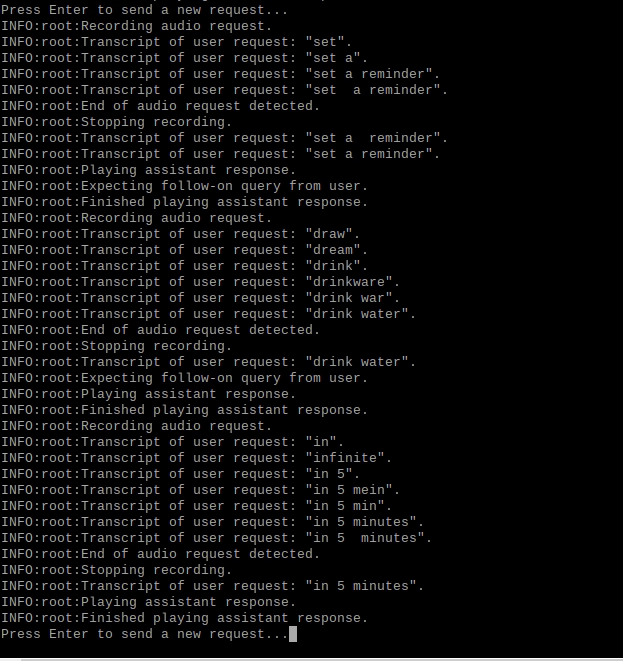 Press Enter to send a new request...
INFO:root:Recording audio request.
INFO:root:Transcript of user request: "set".
INFO:root:Transcript of user request: "set a".
INFO:root:Transcript of user request: "set a reminder".
INFO:root:Transcript of user request: "set  a reminder".
INFO:root:End of audio request detected.
INFO:root:Stopping recording.
INFO:root:Transcript of user request: "set a  reminder".
INFO:root:Transcript of user request: "set a reminder".
INFO:root:Playing assistant response.
INFO:root:Expecting follow-on query from user.
INFO:root:Finished playing assistant response.
INFO:root:Recording audio request.
INFO:root:Transcript of user request: "draw".
INFO:root:Transcript of user request: "dream".
INFO:root:Transcript of user request: "drink".
INFO:root:Transcript of user request: "drinkware".
INFO:root:Transcript of user request: "drink war".
INFO:root:Transcript of user request: "drink water".
INFO:root:End of audio request detected.
INFO:root:Stopping recording.
INFO:root:Transcript of user request: "drink water".
INFO:root:Expecting follow-on query from user.
INFO:root:Playing assistant response.
INFO:root:Finished playing assistant response.
INFO:root:Recording audio request.
INFO:root:Transcript of user request: "in".
INFO:root:Transcript of user request: "infinite".
INFO:root:Transcript of user request: "in 5".
INFO:root:Transcript of user request: "in 5 mein".
INFO:root:Transcript of user request: "in 5 min".
INFO:root:Transcript of user request: "in 5 minutes".
INFO:root:Transcript of user request: "in 5  minutes".
INFO:root:End of audio request detected.
INFO:root:Stopping recording.
INFO:root:Transcript of user request: "in 5 minutes".
INFO:root:Playing assistant response.
INFO:root:Finished playing assistant response.
Press Enter to send a new request...